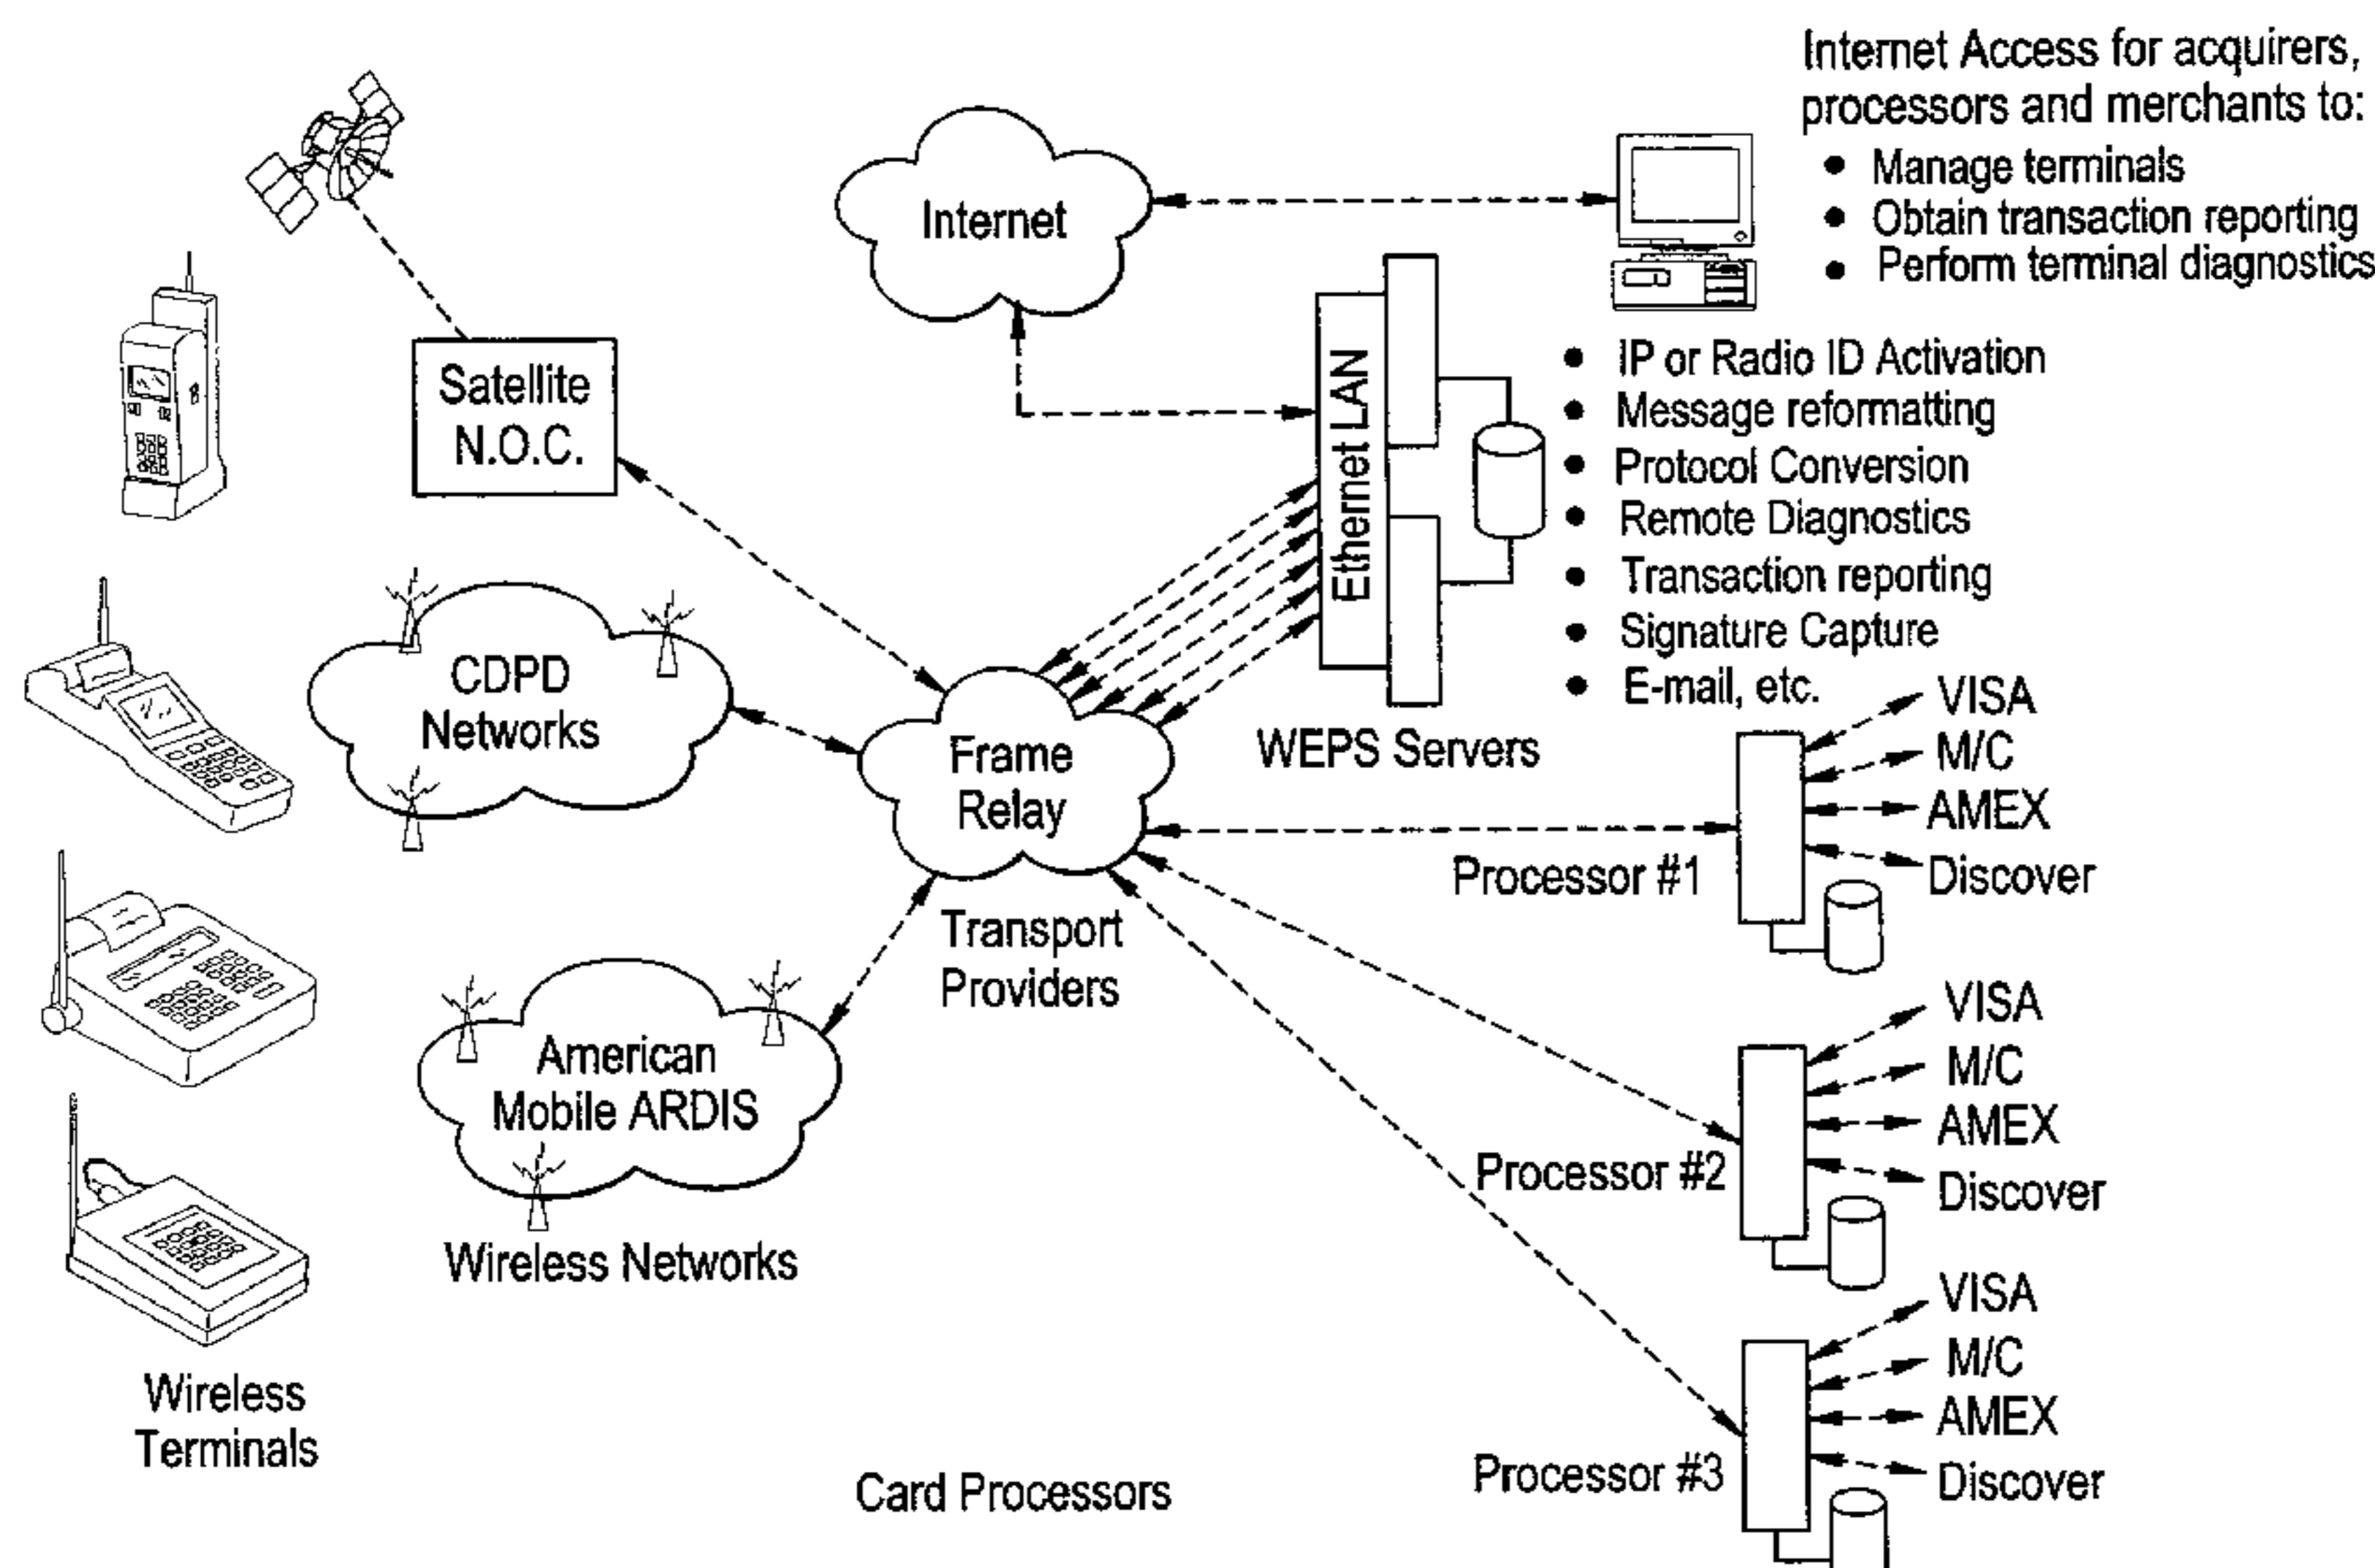 Internet Access for acquirers,
processors and merchants to:
• Manage terminals
• Obtain transaction reporting
• Perform terminal diagnostics
Internet
Satellite
N.O.C.
Ethernet LAN
• IP or Radio ID Activation
• Message reformatting
• Protocol Conversion
• Remote Diagnostics
• Transaction reporting
• Signature Capture
• E-mail, etc.
WEPS Servers
CDPD
Networks
Frame
Relay
Transport
Providers
American
Mobile ARDIS
Wireless Networks
Wireless
Terminals
Processor #1
VISA
M/C
AMEX
Discover
Processor #2
VISA
M/C
AMEX
Discover
Processor #3
VISA
M/C
AMEX
Discover
Card Processors